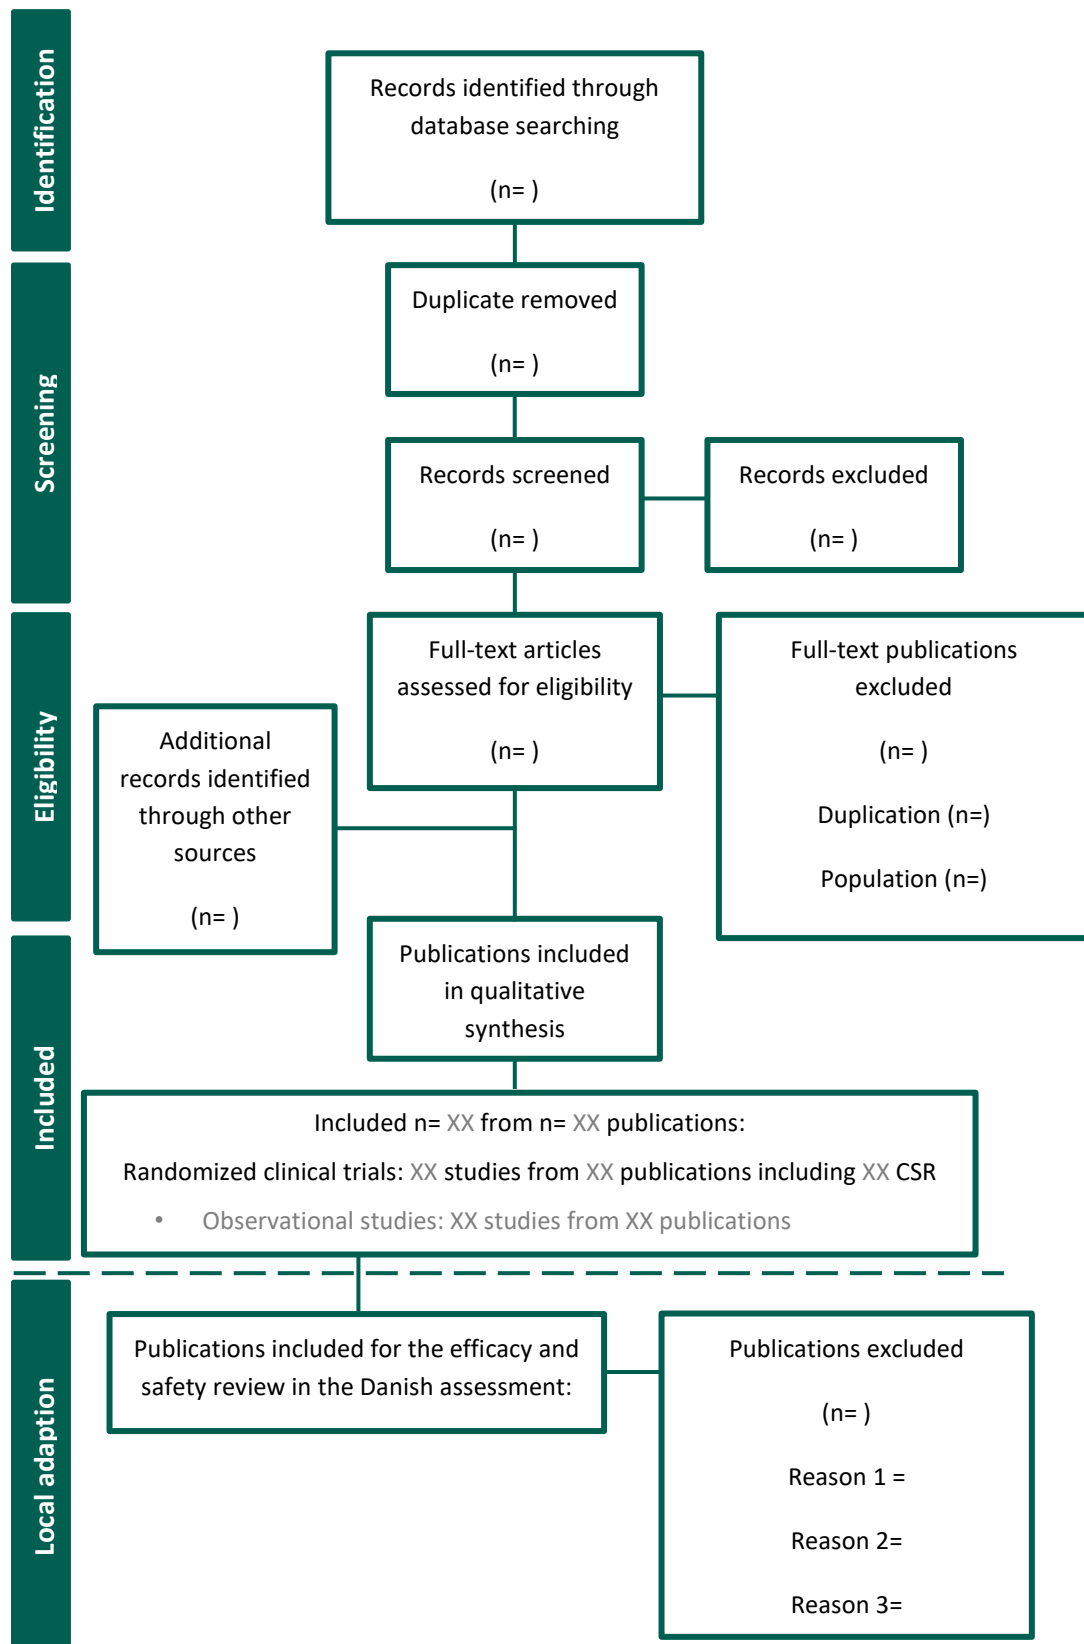 Identification
Records identified through
database searching
(n= )
Screening
Duplicate removed
(n= )
Records screened
(n= )
Records excluded
(n= )
Eligibility
Full-text articles
assessed for eligibility
(n= )
Full-text publications
excluded
(n= )
Duplication (n=)
Population (n=)
Additional
records identified
through other
sources
(n= )
Included
Publications included
in qualitative
synthesis
Included n= XX from n= XX publications:
Randomized clinical trials: XX studies from XX publications including XX CSR
• Observational studies: XX studies from XX publications
Local adaption
Publications included for the efficacy and
safety review in the Danish assessment:
Publications excluded
(n= )
Reason 1 =
Reason 2=
Reason 3=